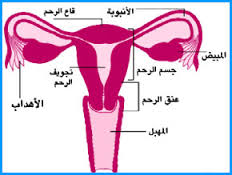 الأنبوبة
قاع الرحم
المبيض
جسم الرحم
تجويف
الرحم
عنق الرحم
الأهداب
المهبل